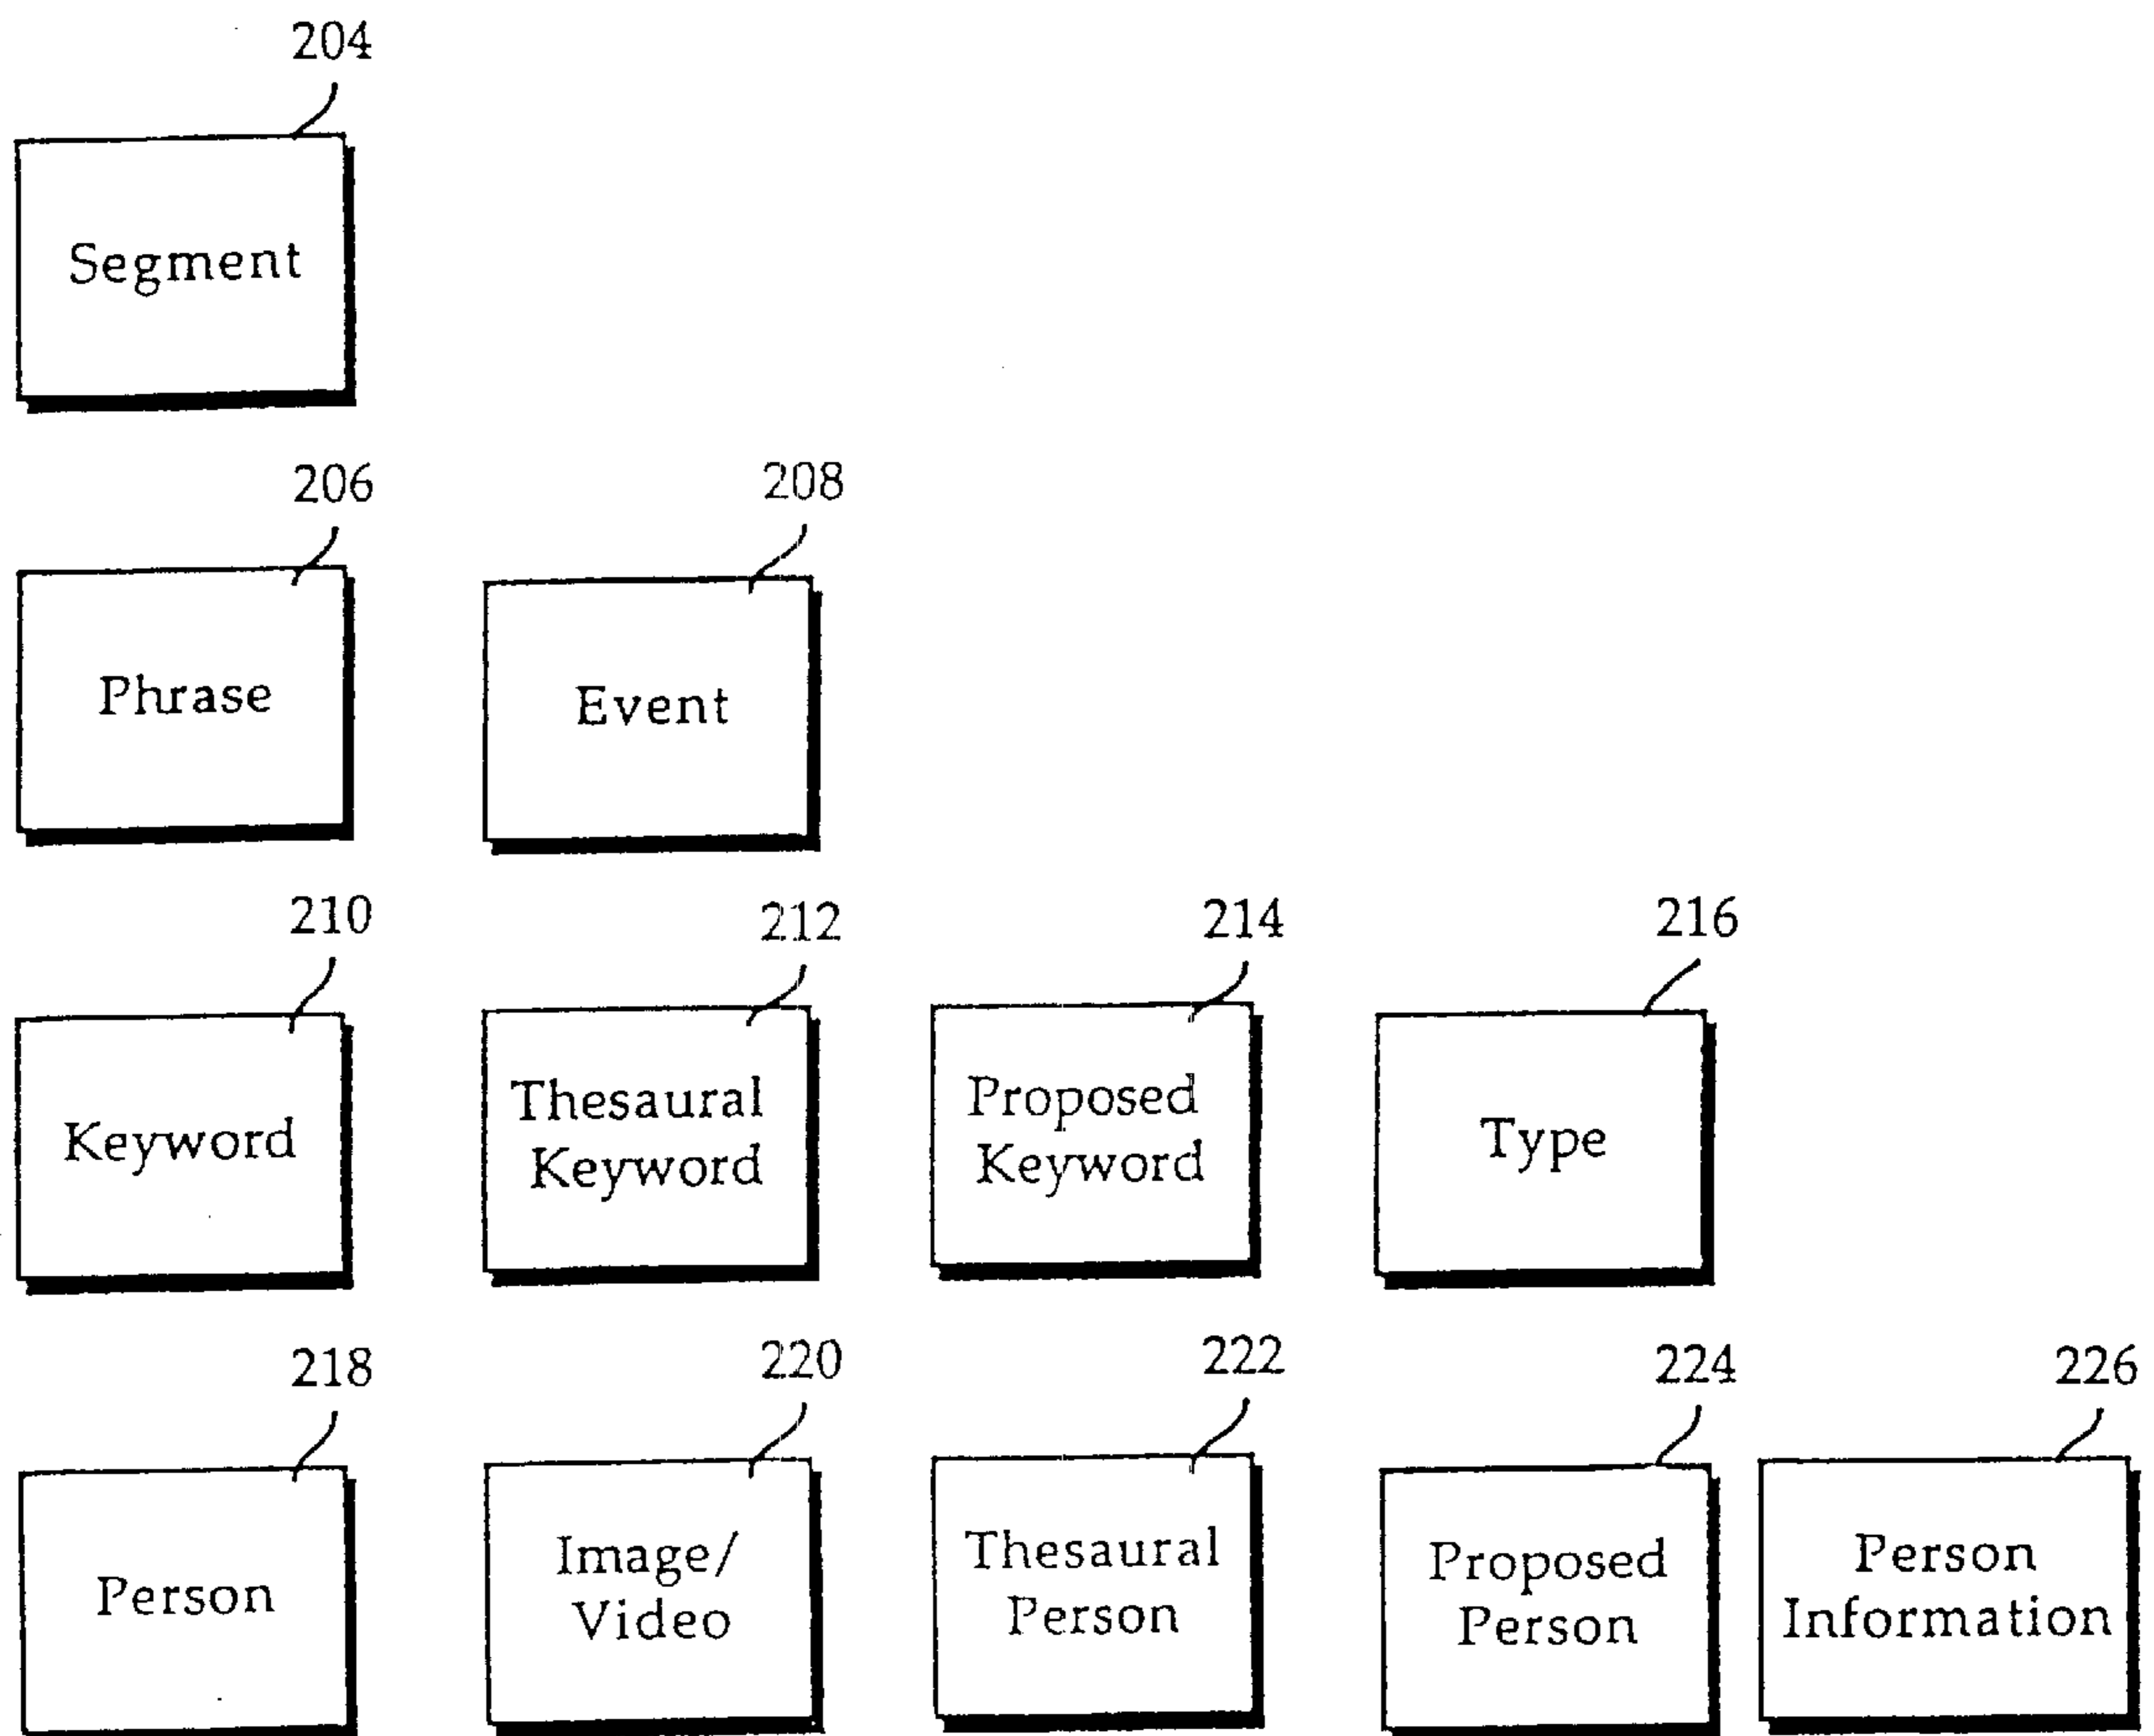 204
Segment
206
208
Phrase
Event
210
212
214
216
Keyword
Thesaural
Keyword
Proposed
Keyword
Type
218
220
222
224
226
Person
Image/
Video
Thesaural
Person
Proposed
Person
Person
Information